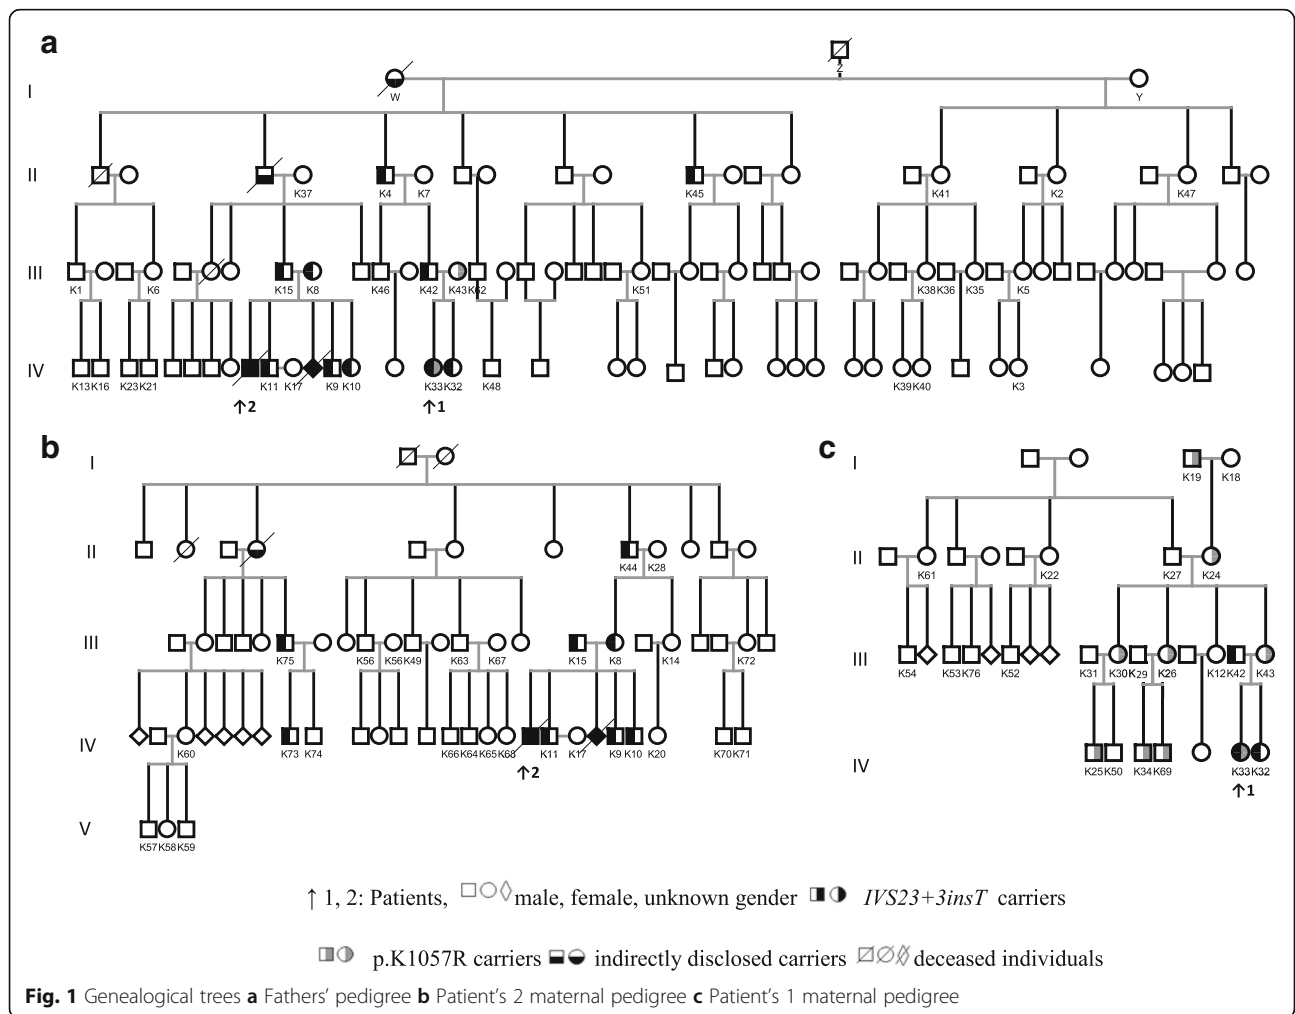 a
Z
I
W Y
II
K37 K4 K7 K45 K41 K2 K47
III
K1 K6 K15 K8 K46 K42 K43 K62 K51 K38 K36 K35 K5
IV
K13 K16 K23 K21 K11 K17 K9 K10 K33 K32 K48 K39 K40 K3
↑2 ↑1
b
I
II
K44 K28
III
K75 K56 K56 K49 K63 K67 K15 K8 K14 K72
IV
K60 K73 K74 K66 K64 K65 K68 K11 K17 K9 K10 K20 K70 K71
↑2
V
K57 K58 K59
c
I
K19 K18
II
K61 K22 K27 K24
III
K54 K53 K76 K52 K31 K30 K29 K26 K12 K42 K43
IV
K25 K50 K34 K69 K33 K32
↑1
↑ 1, 2: Patients, male, female, unknown gender IVS23+3insT carriers
p.K1057R carriers indirectly disclosed carriers deceased individuals
Fig. 1 Genealogical trees a Fathers' pedigree b Patient's 2 maternal pedigree c Patient's 1 maternal pedigree